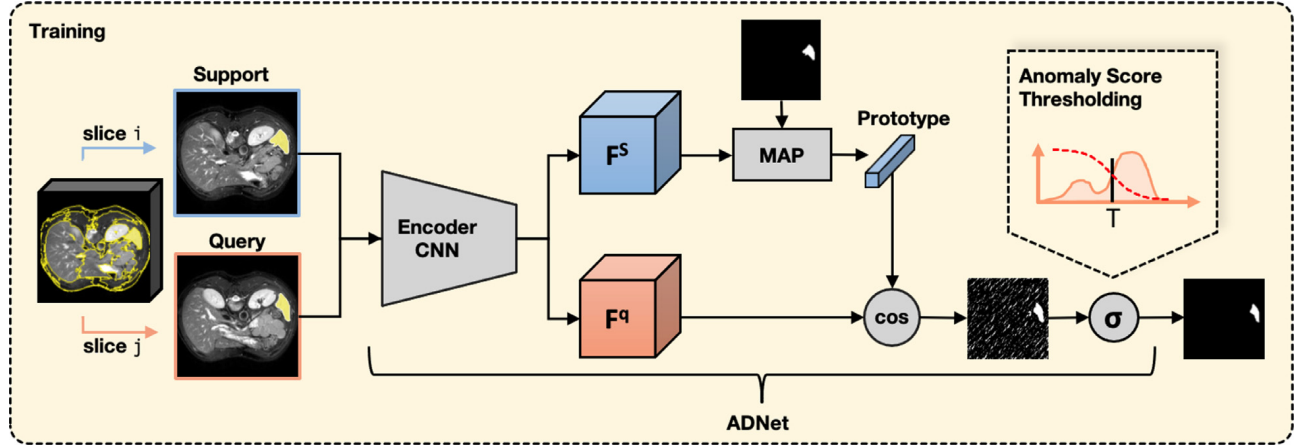 Training
Support
slice i
Query
slice j
Encoder
CNN
F^S
F^q
MAP
Prototype
cos
Anomaly Score
Thresholding
T
σ
ADNet